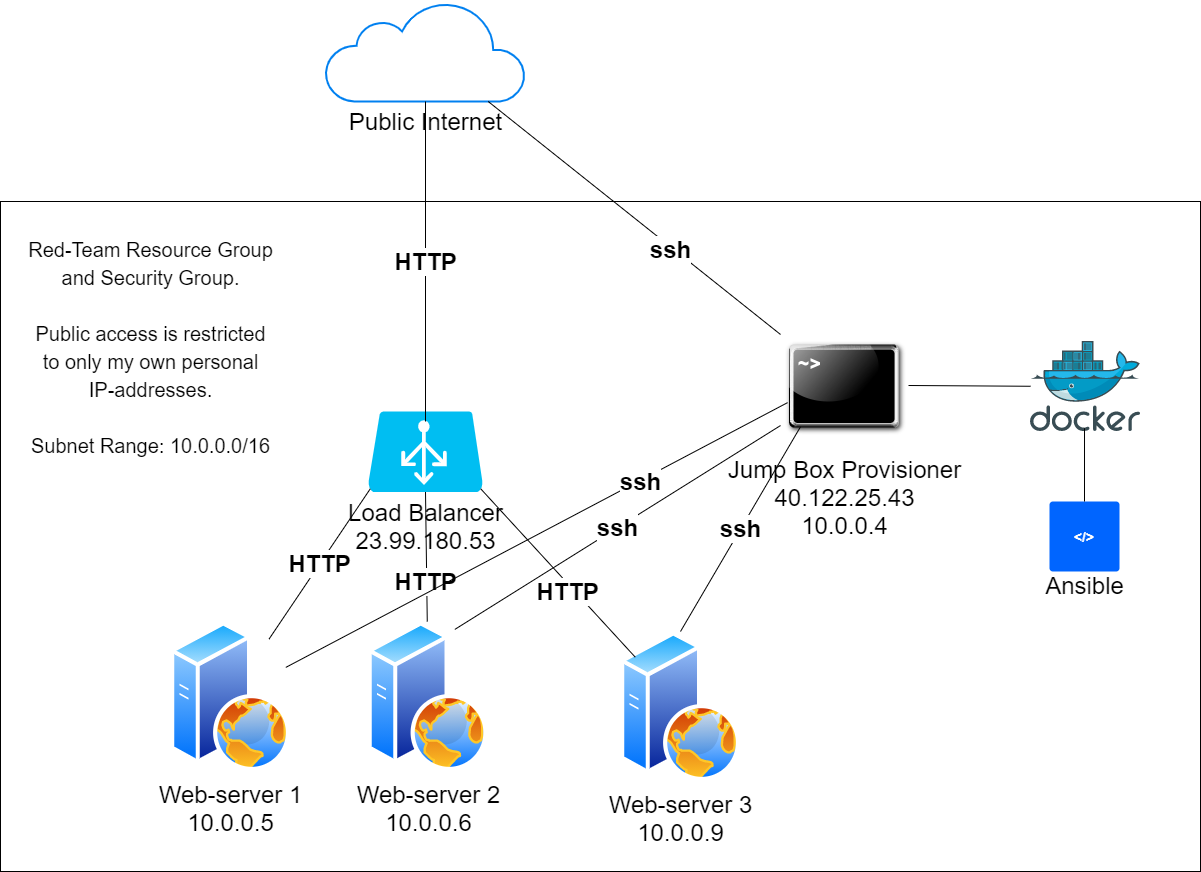 Public Internet
Red-Team Resource Group
and Security Group.
Public access is restricted
to only my own personal
IP-addresses.
Subnet Range: 10.0.0.0/16
HTTP
ssh
~>
docker
Jump Box Provisioner
40.122.25.43
10.0.0.4
</>
Ansible
Load Balancer
23.99.180.53
ssh
ssh
ssh
HTTP
HTTP
HTTP
Web-server 1
10.0.0.5
Web-server 2
10.0.0.6
Web-server 3
10.0.0.9